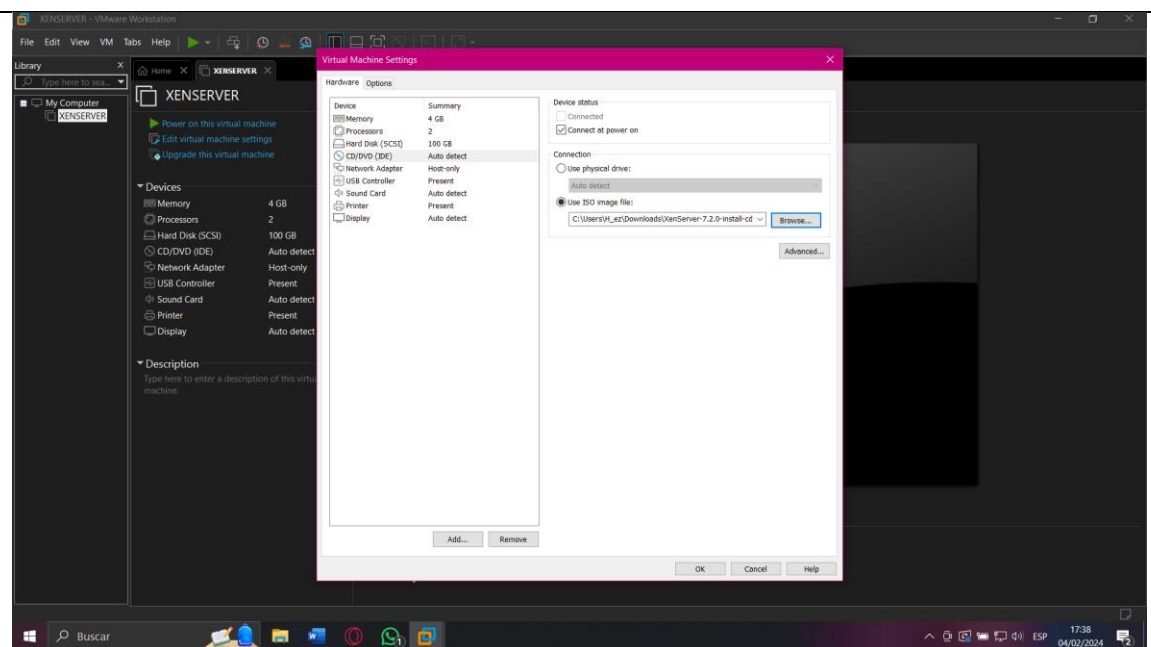 XENSERVER - VMware Workstation
File Edit View VM Tabs Help
Library X
Type here to sea...
My Computer
XENSERVER
Home X XENSERVER X
XENSERVER
Power on this virtual machine
Edit virtual machine settings
Upgrade this virtual machine
Devices
Memory 4 GB
Processors 2
Hard Disk (SCSI) 100 GB
CD/DVD (IDE) Auto detect
Network Adapter Host-only
USB Controller Present
Sound Card Auto detect
Printer Present
Display Auto detect
Description
Type here to enter a description of this virtu
machine.
Virtual Machine Settings
Hardware Options
Device Summary
Memory 4 GB
Processors 2
Hard Disk (SCSI) 100 GB
CD/DVD (IDE) Auto detect
Network Adapter Host-only
USB Controller Present
Sound Card Auto detect
Printer Present
Display Auto detect
Add... Remove
Device status
Connected
Connect at power on
Connection
Use physical drive:
Auto detect
Use ISO image file:
C:\Users\H_ez\Downloads\XenServer-7.2.0-install-cd Browse...
Advanced...
OK Cancel Help
Buscar
1
ESP
17:38
04/02/2024
2